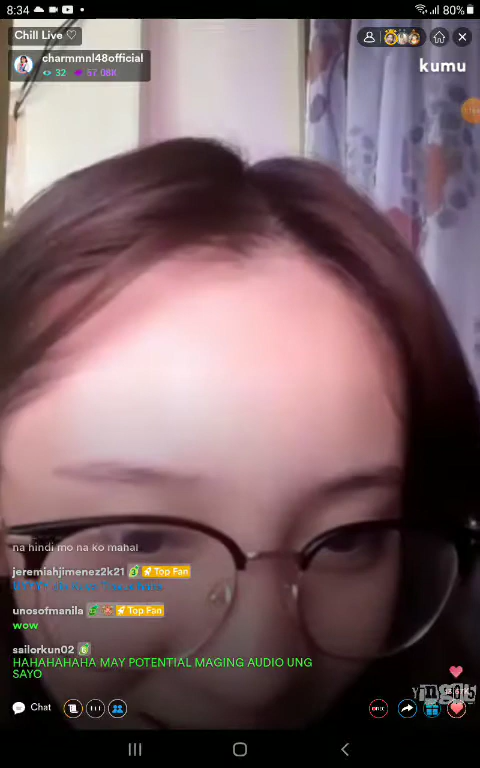 8:34
80%
Chill Live ♡
charmmnl48official
32 57.08K
kumu
na hindi mo na ko mahal
jeremiahjimenez2k21 Top Fan
unosofmanila Top Fan
wow
sailorkun02
HAHAHAHAHA MAY POTENTIAL MAGING AUDIO UNG
SAYO
Chat